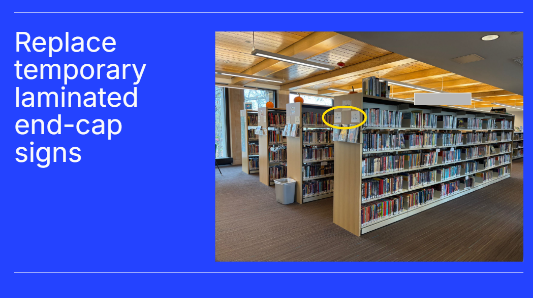 Replace
temporary
laminated
end-cap
signs